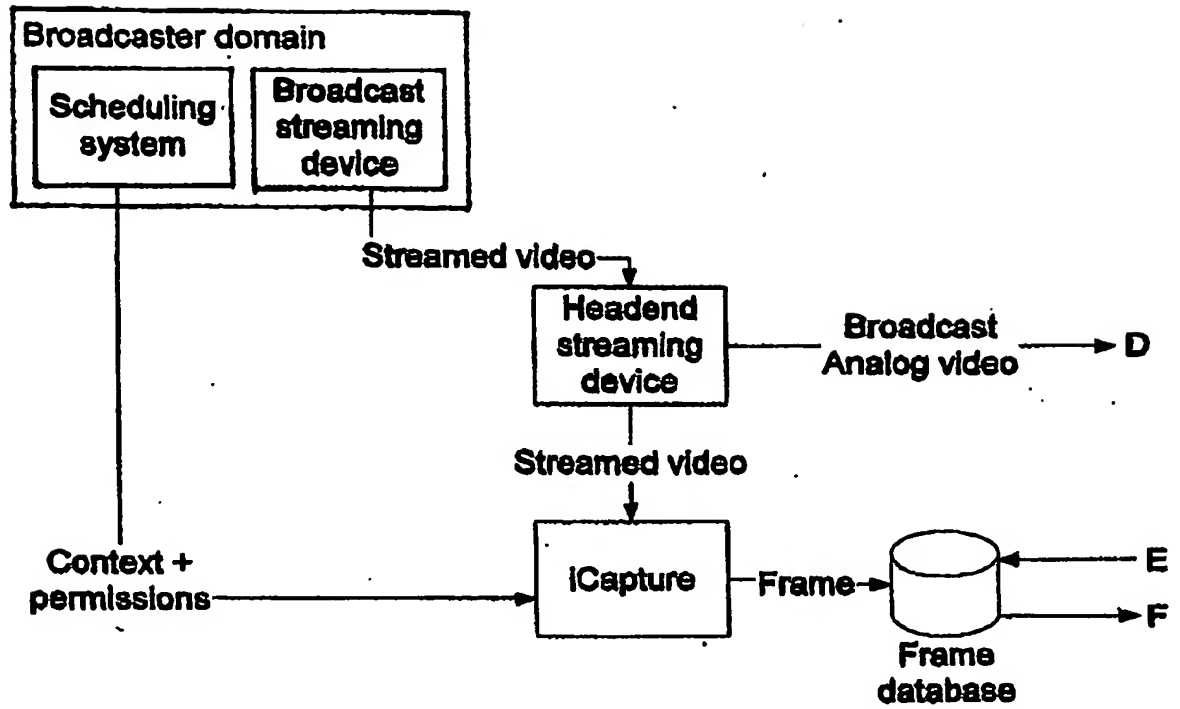 Broadcaster domain
Scheduling
system
Broadcast
streaming
device
Streamed video
Headend
streaming
device
Broadcast
Analog video
D
Streamed video
Context +
permissions
iCapture
Frame
E
F
Frame
database